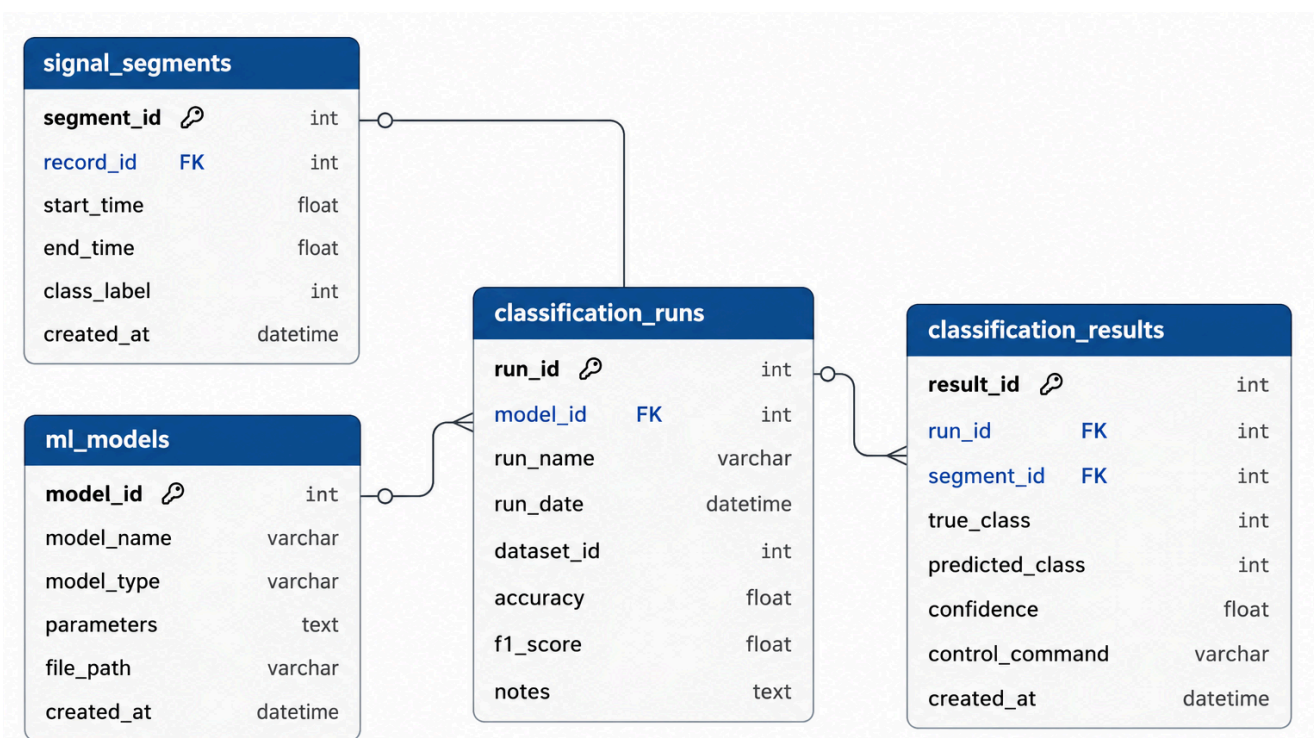 signal_segments
segment_id int
record_id FK int
start_time float
end_time float
class_label int
created_at datetime
ml_models
model_id int
model_name varchar
model_type varchar
parameters text
file_path varchar
created_at datetime
classification_runs
run_id int
model_id FK int
run_name varchar
run_date datetime
dataset_id int
accuracy float
f1_score float
notes text
classification_results
result_id int
run_id FK int
segment_id FK int
true_class int
predicted_class int
confidence float
control_command varchar
created_at datetime